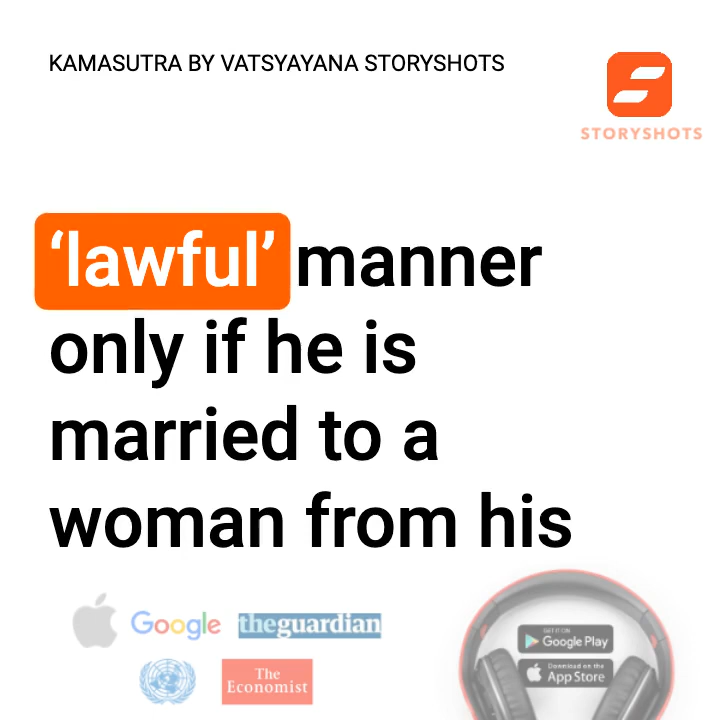 KAMASUTRA BY VATSYAYANA STORYSHOTS
STORYSHOTS
‘lawful’ manner
only if he is
married to a
woman from his
Google
theguardian
The
Economist
GET IT ON
Google Play
Download on the
App Store